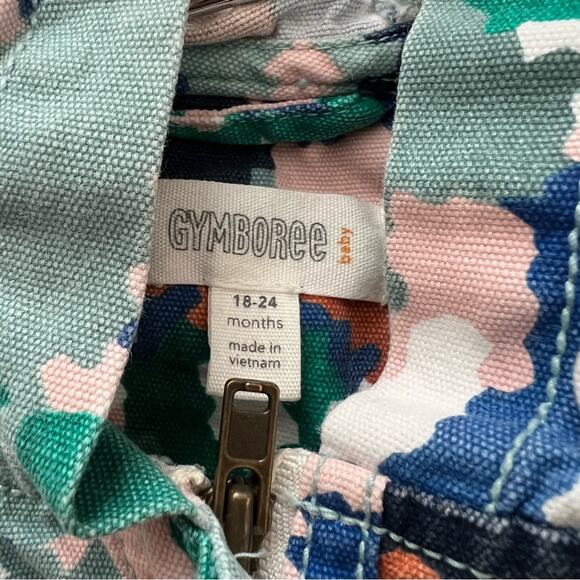 GYMBOREE
baby
18-24
months
made in
vietnam